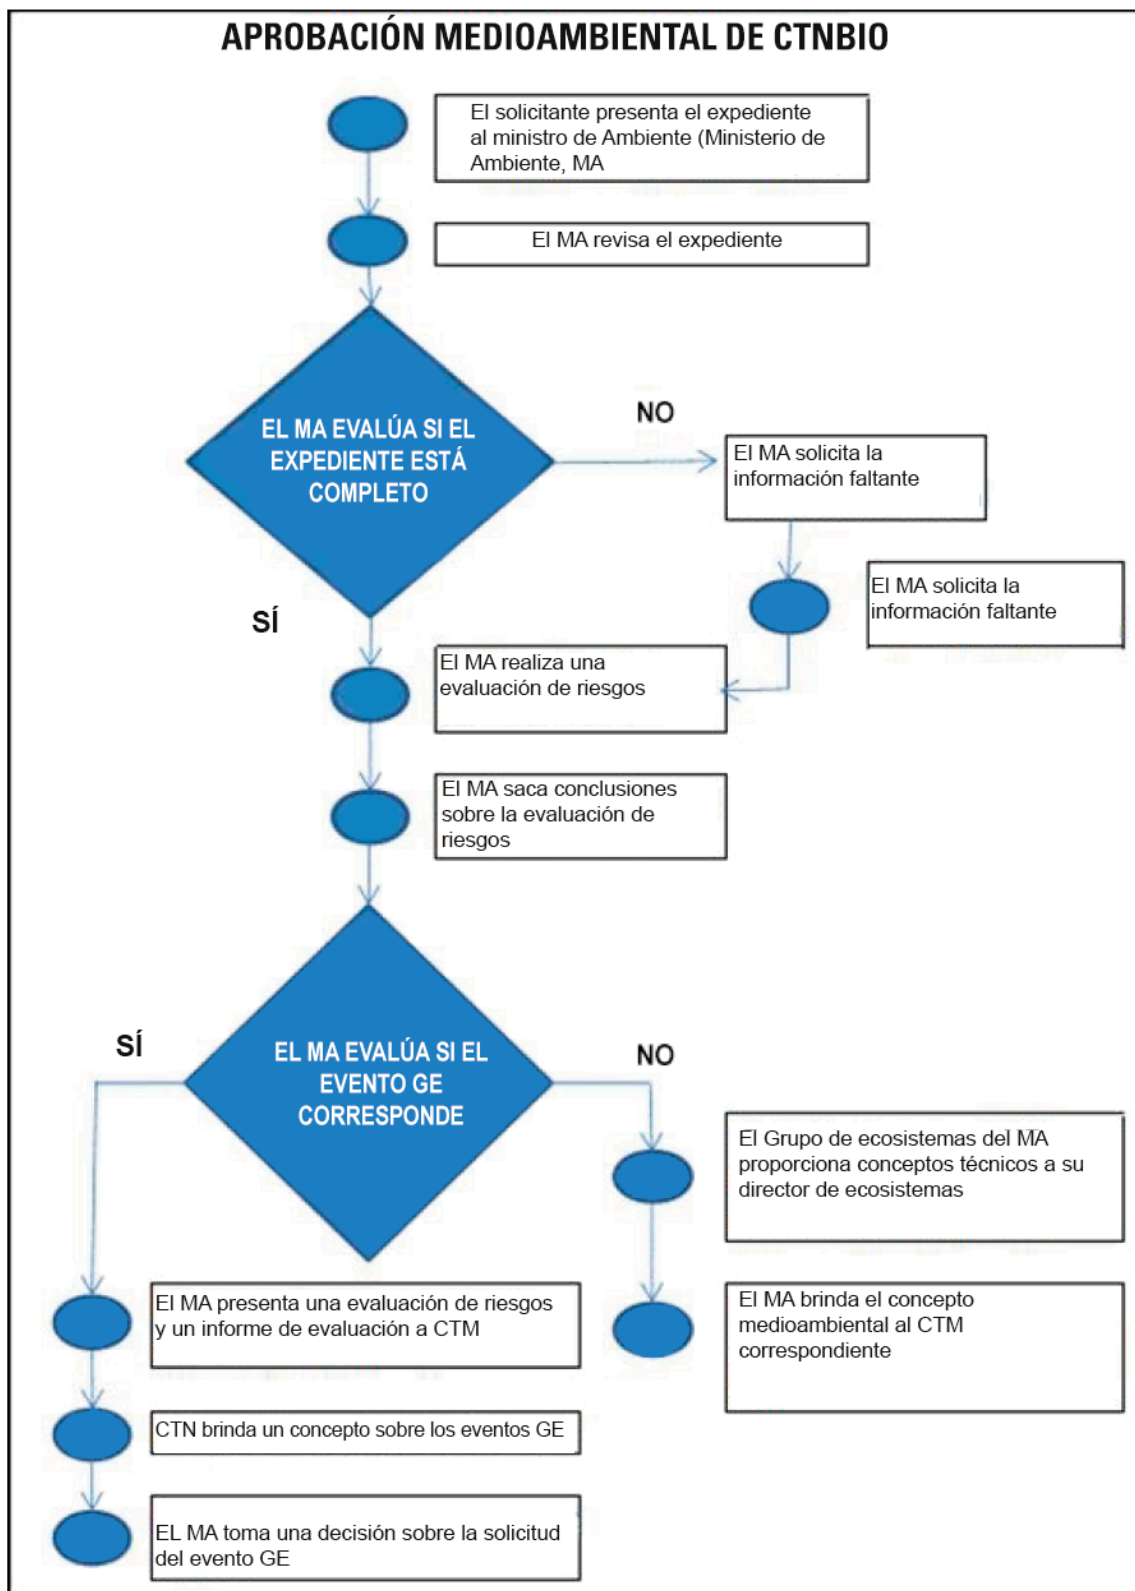 APROBACIÓN MEDIOAMBIENTAL DE CTNBIO
El solicitante presenta el expediente
al ministro de Ambiente (Ministerio de
Ambiente, MA
El MA revisa el expediente
EL MA EVALÚA SI EL
EXPEDIENTE ESTÁ
COMPLETO
NO
El MA solicita la
información faltante
El MA solicita la
información faltante
SÍ
El MA realiza una
evaluación de riesgos
El MA saca conclusiones
sobre la evaluación de
riesgos
EL MA EVALÚA SI EL
EVENTO GE
CORRESPONDE
SÍ
NO
El Grupo de ecosistemas del MA
proporciona conceptos técnicos a su
director de ecosistemas
El MA brinda el concepto
medioambiental al CTM
correspondiente
El MA presenta una evaluación de riesgos
y un informe de evaluación a CTM
CTN brinda un concepto sobre los eventos GE
EL MA toma una decisión sobre la solicitud
del evento GE